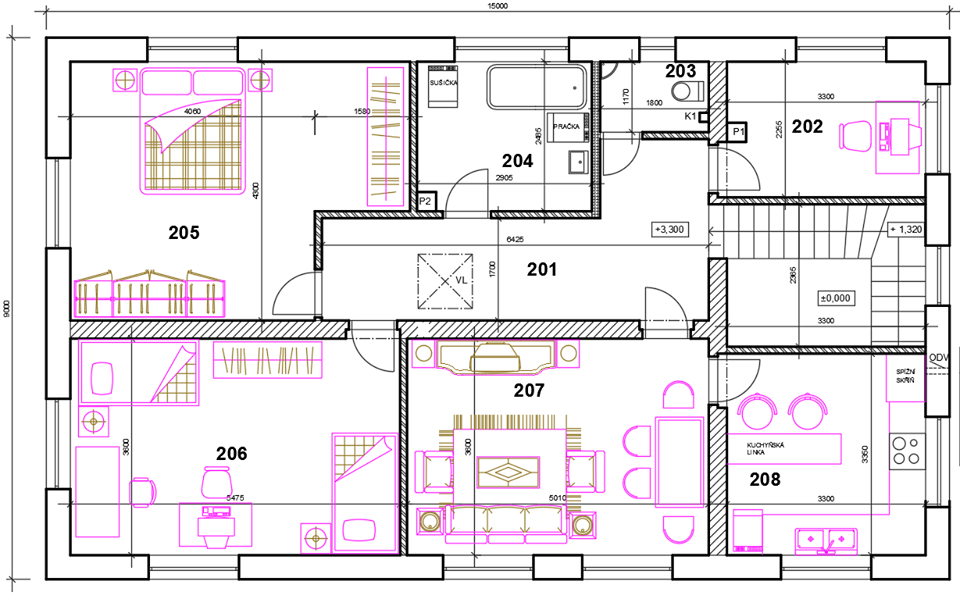 15000
203
SUŠIČKA
1170
K1
1800
4060
1580
3300
PRAČKA
P1
202
2255
2485
204
2905
4300
P2
205
+3,300
+ 1,320
6425
201
1700
VL
2365
±0,000
9000
3300
ODV
SPÍŽNÍ
SKŘÍŇ
207
KUCHYŇSKÁ
LINKA
3600
206
3600
3350
208
5475
5010
3300